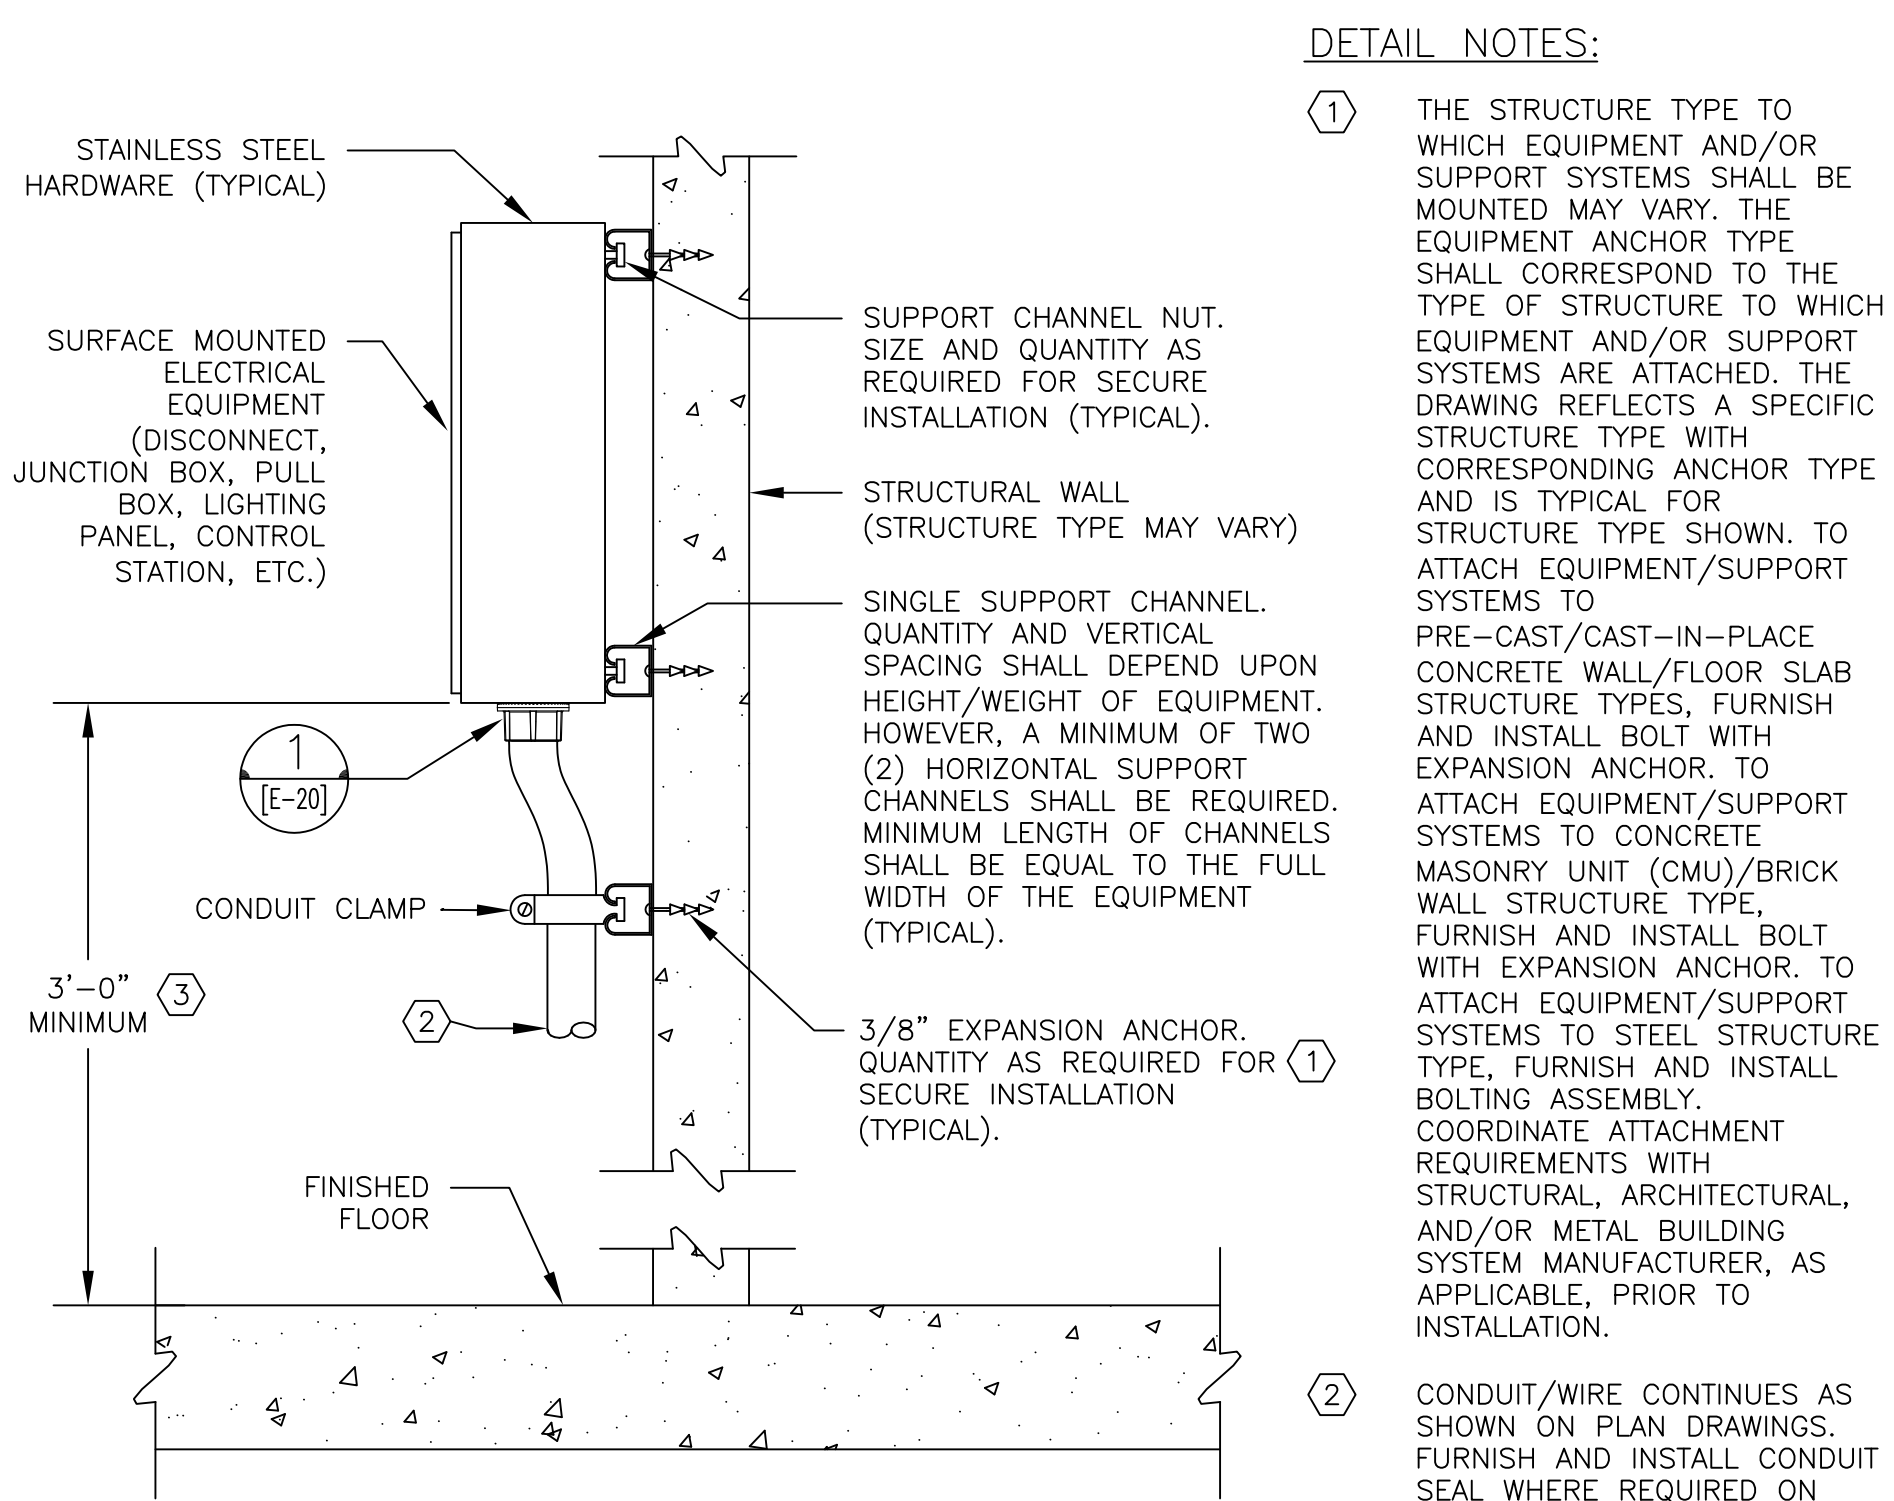 STAINLESS STEEL
HARDWARE (TYPICAL)
SURFACE MOUNTED
ELECTRICAL
EQUIPMENT
(DISCONNECT,
JUNCTION BOX, PULL
BOX, LIGHTING
PANEL, CONTROL
STATION, ETC.)
1
[E-20]
CONDUIT CLAMP
3'-0"
MINIMUM
3
2
FINISHED
FLOOR
SUPPORT CHANNEL NUT.
SIZE AND QUANTITY AS
REQUIRED FOR SECURE
INSTALLATION (TYPICAL).
STRUCTURAL WALL
(STRUCTURE TYPE MAY VARY)
SINGLE SUPPORT CHANNEL.
QUANTITY AND VERTICAL
SPACING SHALL DEPEND UPON
HEIGHT/WEIGHT OF EQUIPMENT.
HOWEVER, A MINIMUM OF TWO
(2) HORIZONTAL SUPPORT
CHANNELS SHALL BE REQUIRED.
MINIMUM LENGTH OF CHANNELS
SHALL BE EQUAL TO THE FULL
WIDTH OF THE EQUIPMENT
(TYPICAL).
3/8" EXPANSION ANCHOR.
QUANTITY AS REQUIRED FOR
SECURE INSTALLATION
(TYPICAL).
1
DETAIL NOTES:
1
THE STRUCTURE TYPE TO
WHICH EQUIPMENT AND/OR
SUPPORT SYSTEMS SHALL BE
MOUNTED MAY VARY. THE
EQUIPMENT ANCHOR TYPE
SHALL CORRESPOND TO THE
TYPE OF STRUCTURE TO WHICH
EQUIPMENT AND/OR SUPPORT
SYSTEMS ARE ATTACHED. THE
DRAWING REFLECTS A SPECIFIC
STRUCTURE TYPE WITH
CORRESPONDING ANCHOR TYPE
AND IS TYPICAL FOR
STRUCTURE TYPE SHOWN. TO
ATTACH EQUIPMENT/SUPPORT
SYSTEMS TO
PRE-CAST/CAST-IN-PLACE
CONCRETE WALL/FLOOR SLAB
STRUCTURE TYPES, FURNISH
AND INSTALL BOLT WITH
EXPANSION ANCHOR. TO
ATTACH EQUIPMENT/SUPPORT
SYSTEMS TO CONCRETE
MASONRY UNIT (CMU)/BRICK
WALL STRUCTURE TYPE,
FURNISH AND INSTALL BOLT
WITH EXPANSION ANCHOR. TO
ATTACH EQUIPMENT/SUPPORT
SYSTEMS TO STEEL STRUCTURE
TYPE, FURNISH AND INSTALL
BOLTING ASSEMBLY.
COORDINATE ATTACHMENT
REQUIREMENTS WITH
STRUCTURAL, ARCHITECTURAL,
AND/OR METAL BUILDING
SYSTEM MANUFACTURER, AS
APPLICABLE, PRIOR TO
INSTALLATION.
2
CONDUIT/WIRE CONTINUES AS
SHOWN ON PLAN DRAWINGS.
FURNISH AND INSTALL CONDUIT
SEAL WHERE REQUIRED ON